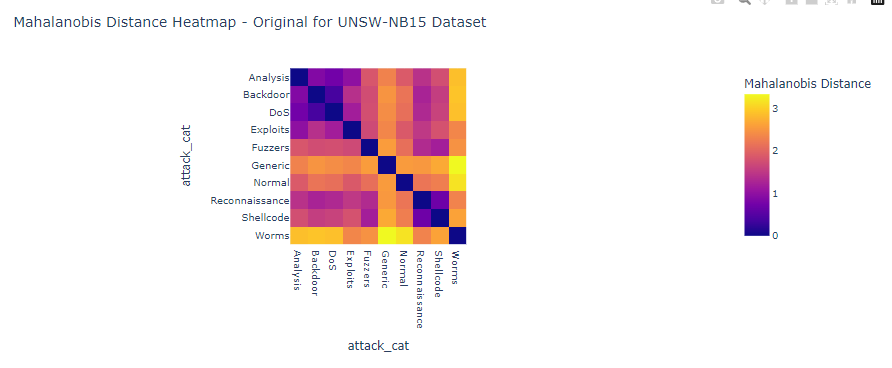 Mahalanobis Distance Heatmap - Original for UNSW-NB15 Dataset
Mahalanobis Distance
3
2
1
0
attack_cat
Analysis
Backdoor
DoS
Exploits
Fuzzers
Generic
Normal
Reconnaissance
Shellcode
Worms
Analysis
Backdoor
DoS
Exploits
Fuzzers
Generic
Normal
Reconnaissance
Shellcode
Worms
attack_cat